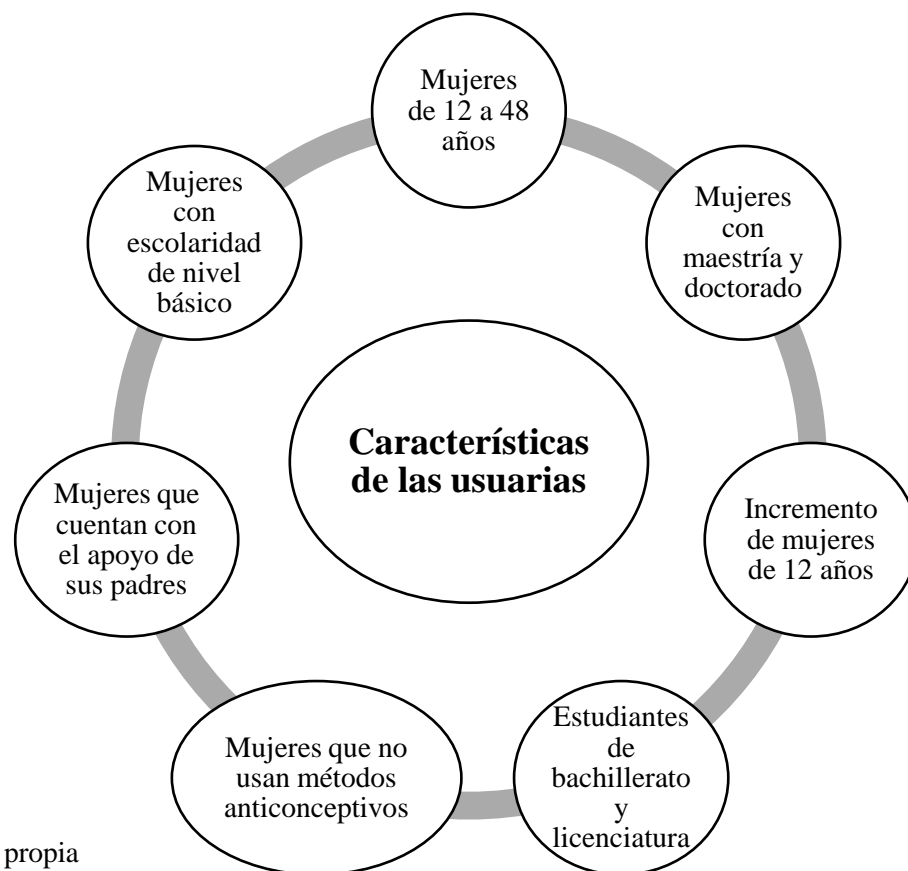 Mujeres
de 12 a 48
años
Mujeres
con
maestría y
doctorado
Incremento
de mujeres
de 12 años
Estudiantes
de
bachillerato
y
licenciatura
Mujeres que no
usan métodos
anticonceptivos
Mujeres que
cuentan con
el apoyo de
sus padres
Mujeres
con
escolaridad
de nivel
básico
Características
de las usuarias
propia